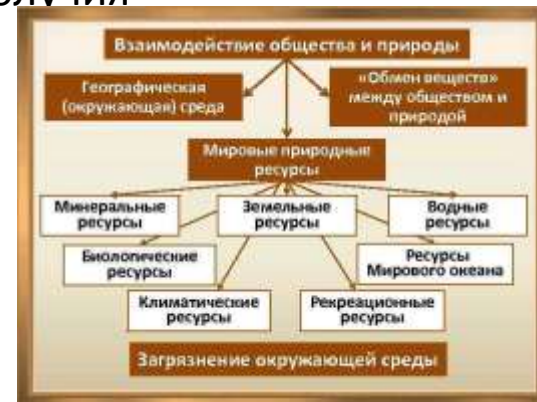 Взаимодействие общества и природы
Географическая
(окружающая) среда
«Обмен веществ»
между обществом и
природой
Мировые природные
ресурсы
Минеральные
ресурсы
Земельные
ресурсы
Водные
ресурсы
Биологические
ресурсы
Ресурсы
Мирового океана
Климатические
ресурсы
Рекреационные
ресурсы
Загрязнение окружающей среды